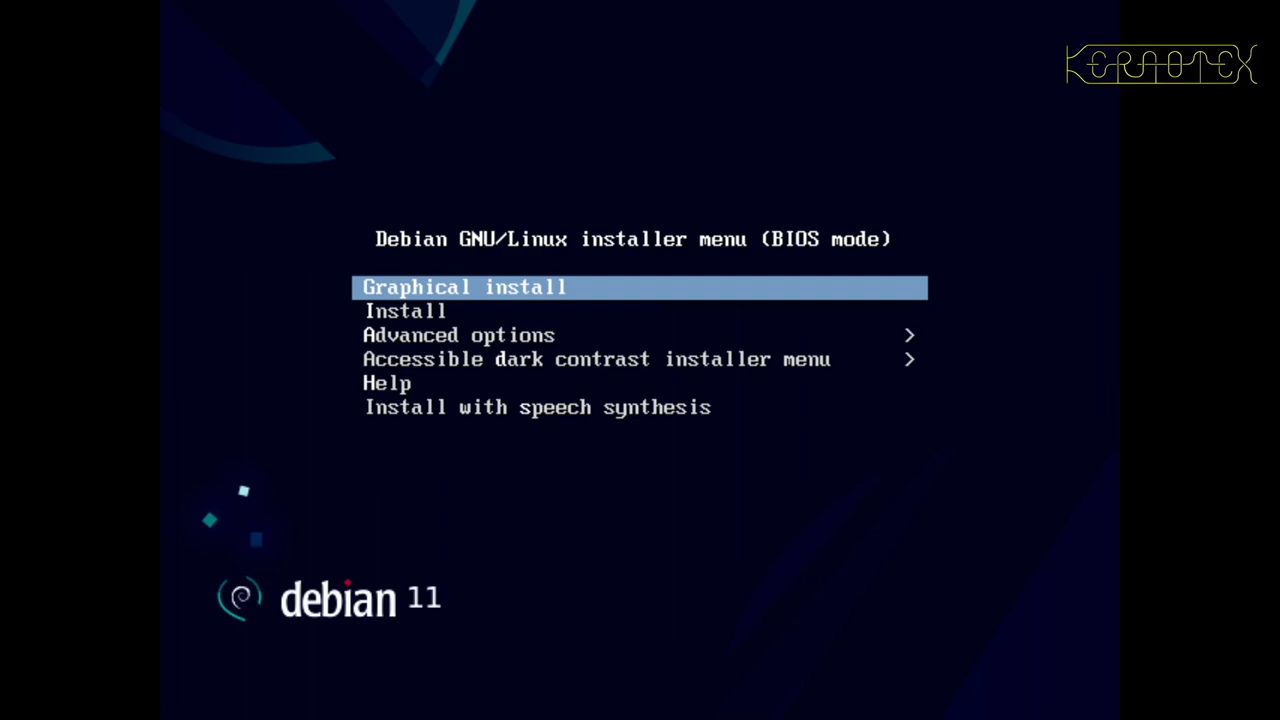 KERNOTEX
Debian GNU/Linux installer menu (BIOS mode)
Graphical install
Install
Advanced options >
Accessible dark contrast installer menu >
Help
Install with speech synthesis
debian 11